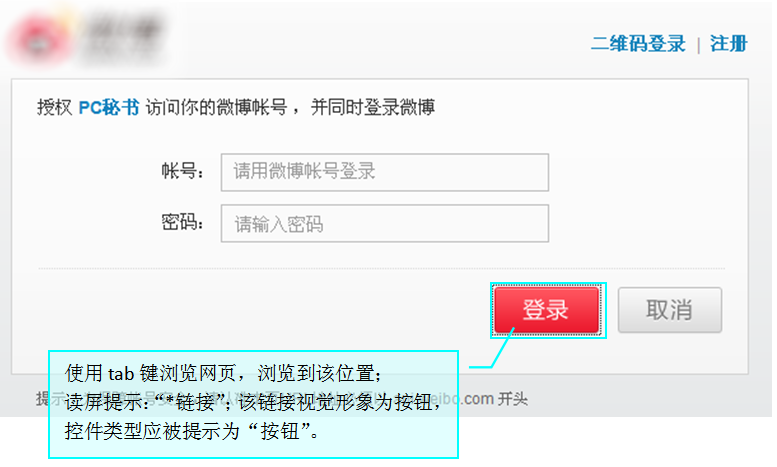 二维码登录 | 注册
授权 PC秘书 访问你的微博帐号，并同时登录微博
帐号： 请用微博帐号登录
密码： 请输入密码
登录 取消
使用 tab 键浏览网页，浏览到该位置；
读屏提示：“*链接”；该链接视觉形象为按钮，
控件类型应被提示为“按钮”。
提示 .com 开头